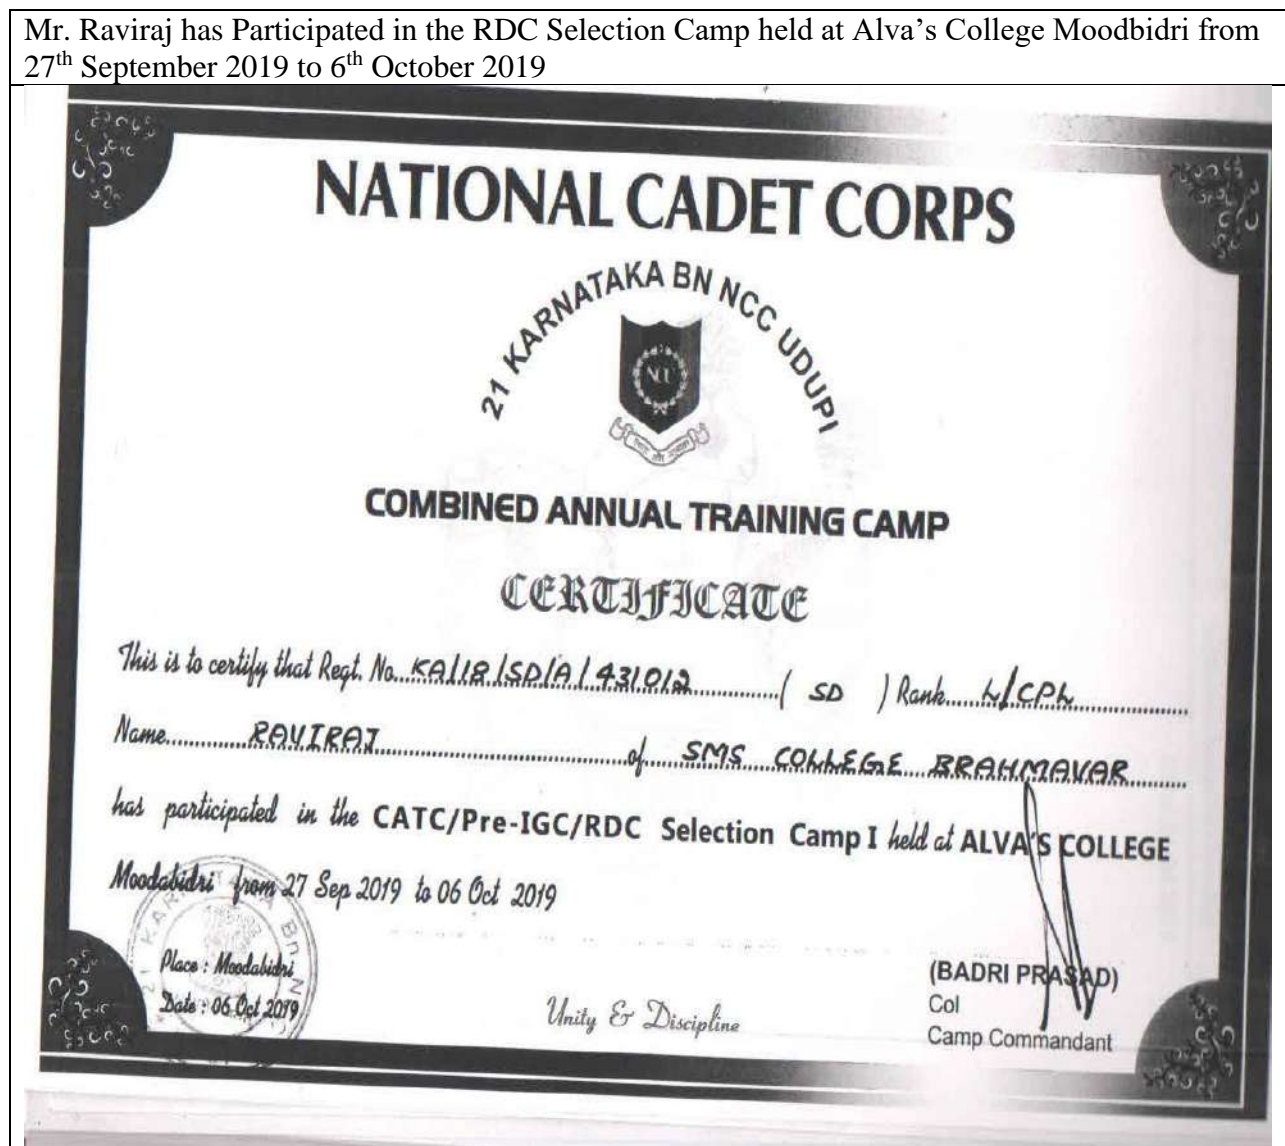 Mr. Raviraj has Participated in the RDC Selection Camp held at Alva’s College Moodbidri from
27th September 2019 to 6th October 2019
NATIONAL CADET CORPS
21 KARNATAKA BN NCC UDUPI
NCC
COMBINED ANNUAL TRAINING CAMP
CERTIFICATE
This is to certify that Regt. No. KA/18/SD/A/431012 ( SD ) Rank L/CPL
Name RAVIRAJ of SMS COLLEGE BRAHMAVAR
has participated in the CATC/Pre-IGC/RDC Selection Camp I held at ALVA'S COLLEGE
Moodabidri from 27 Sep 2019 to 06 Oct 2019
Place : Moodabidri
Date : 06 Oct 2019
Unity & Discipline
(BADRI PRASAD)
Col
Camp Commandant